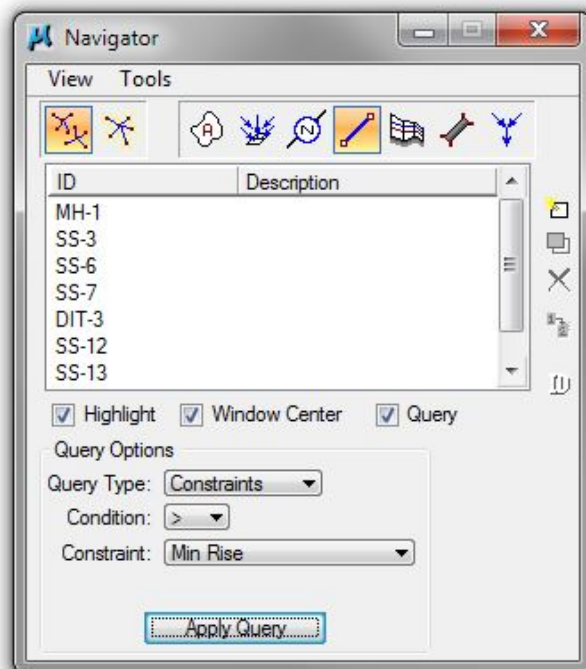 Navigator
View Tools
A N
ID Description
MH-1
SS-3
SS-6
SS-7
DIT-3
SS-12
SS-13
Highlight Window Center Query
Query Options
Query Type: Constraints
Condition: >
Constraint: Min Rise
Apply Query